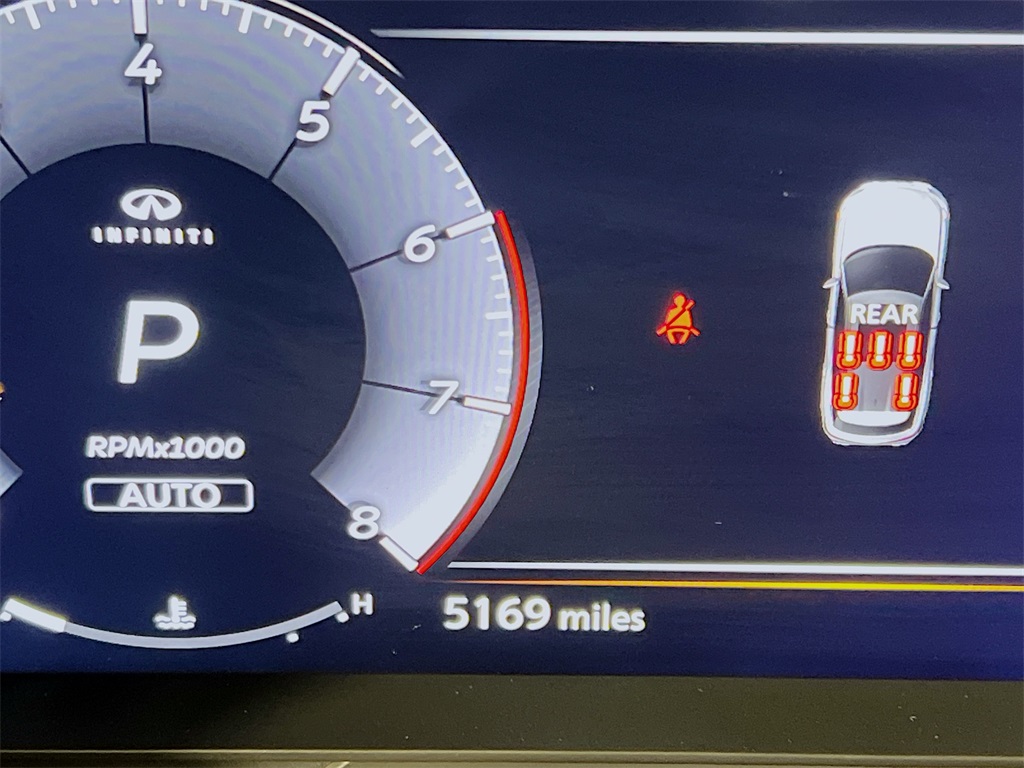 4
5
INFINITI
6
P
REAR
7
RPMx1000
AUTO
8
H
5169 miles